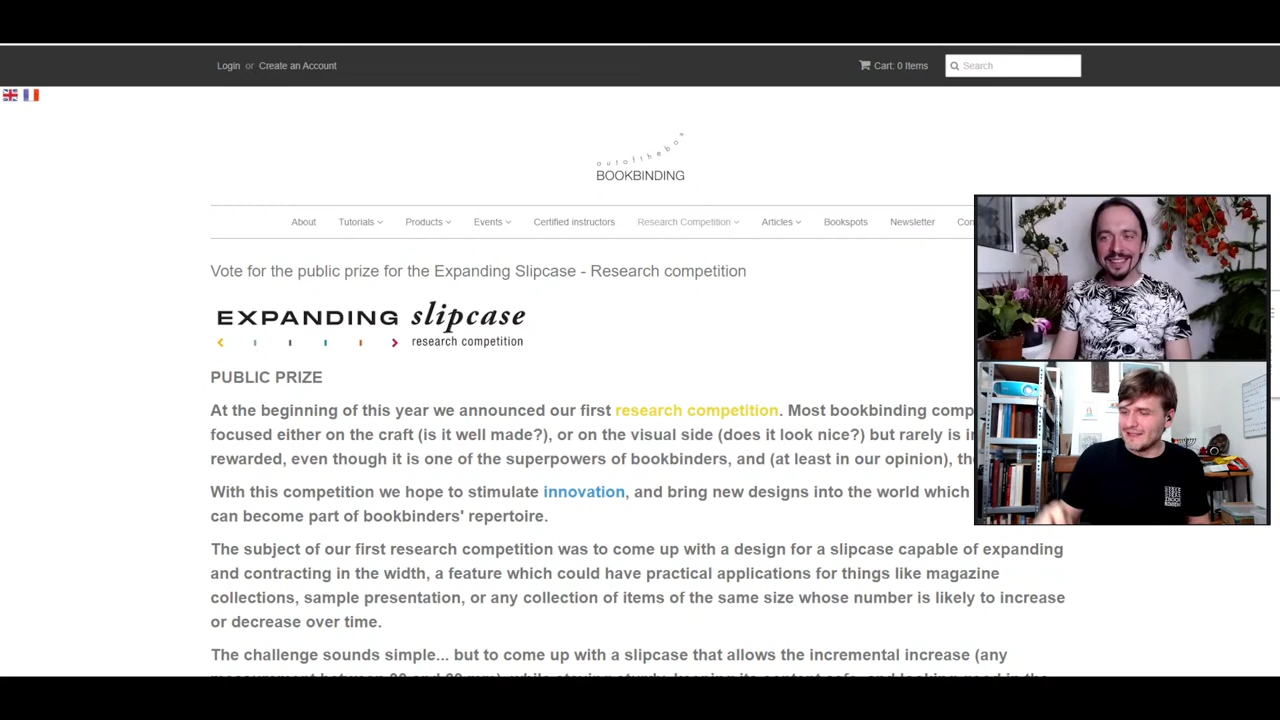 Login or Create an Account
Cart: 0 Items
Search
outofthebox
BOOKBINDING
About Tutorials Products Events Certified instructors Research Competition Articles Bookspots Newsletter
Vote for the public prize for the Expanding Slipcase - Research competition
EXPANDING slipcase
research competition
PUBLIC PRIZE
At the beginning of this year we announced our first research competition. Most bookbinding comp
focused either on the craft (is it well made?), or on the visual side (does it look nice?) but rarely is
rewarded, even though it is one of the superpowers of bookbinders, and (at least in our opinion),
With this competition we hope to stimulate innovation, and bring new designs into the world which
can become part of bookbinders' repertoire.
The subject of our first research competition was to come up with a design for a slipcase capable of expanding
and contracting in the width, a feature which could have practical applications for things like magazine
collections, sample presentation, or any collection of items of the same size whose number is likely to increase
or decrease over time.
The challenge sounds simple... but to come up with a slipcase that allows the incremental increase (any